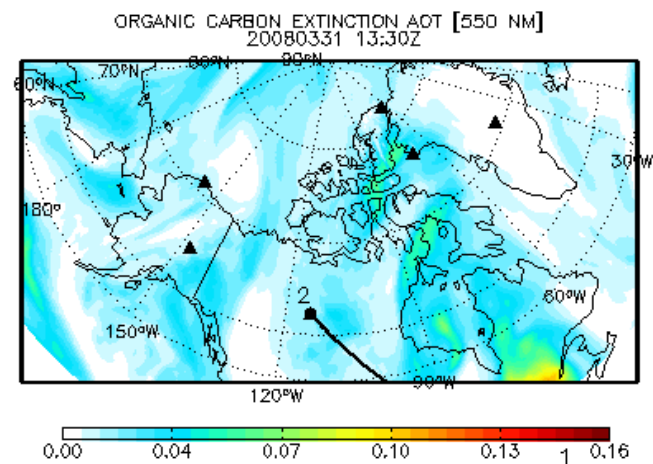 ORGANIC CARBON EXTINCTION AOT [550 NM]
20080331 13:30Z
60°N 70°N 80°N 90°N
30°W
180°
2
60°W
150°W
120°W
90°W
0.00 0.04 0.07 0.10 0.13 1 0.16